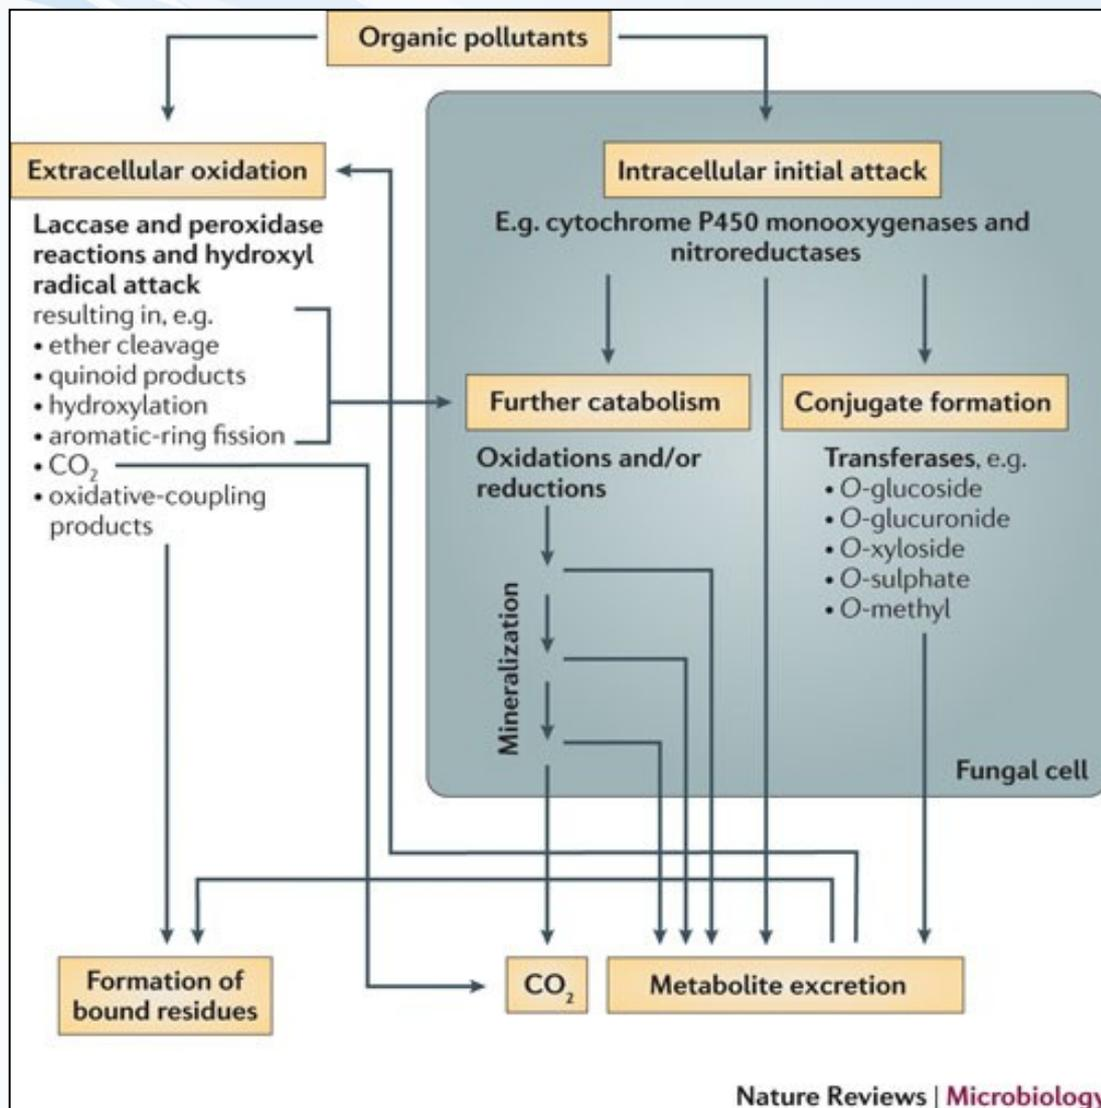 Organic pollutants
Extracellular oxidation
Laccase and peroxidase
reactions and hydroxyl
radical attack
resulting in, e.g.
• ether cleavage
• quinoid products
• hydroxylation
• aromatic-ring fission
• CO₂
• oxidative-coupling
products
Intracellular initial attack
E.g. cytochrome P450 monooxygenases and
nitroreductases
Further catabolism
Oxidations and/or
reductions
Mineralization
Conjugate formation
Transferases, e.g.
• O-glucoside
• O-glucuronide
• O-xyloside
• O-sulphate
• O-methyl
Fungal cell
Formation of
bound residues
CO₂
Metabolite excretion
Nature Reviews | Microbiology